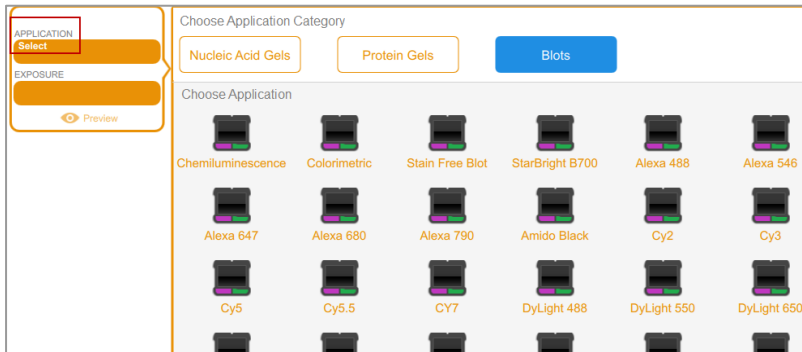 APPLICATION
Select
EXPOSURE
Preview
Choose Application Category
Nucleic Acid Gels
Protein Gels
Blots
Choose Application
Chemiluminescence Colorimetric Stain Free Blot StarBright B700 Alexa 488 Alexa 546
Alexa 647 Alexa 680 Alexa 790 Amido Black Cy2 Cy3
Cy5 Cy5.5 CY7 DyLight 488 DyLight 550 DyLight 650